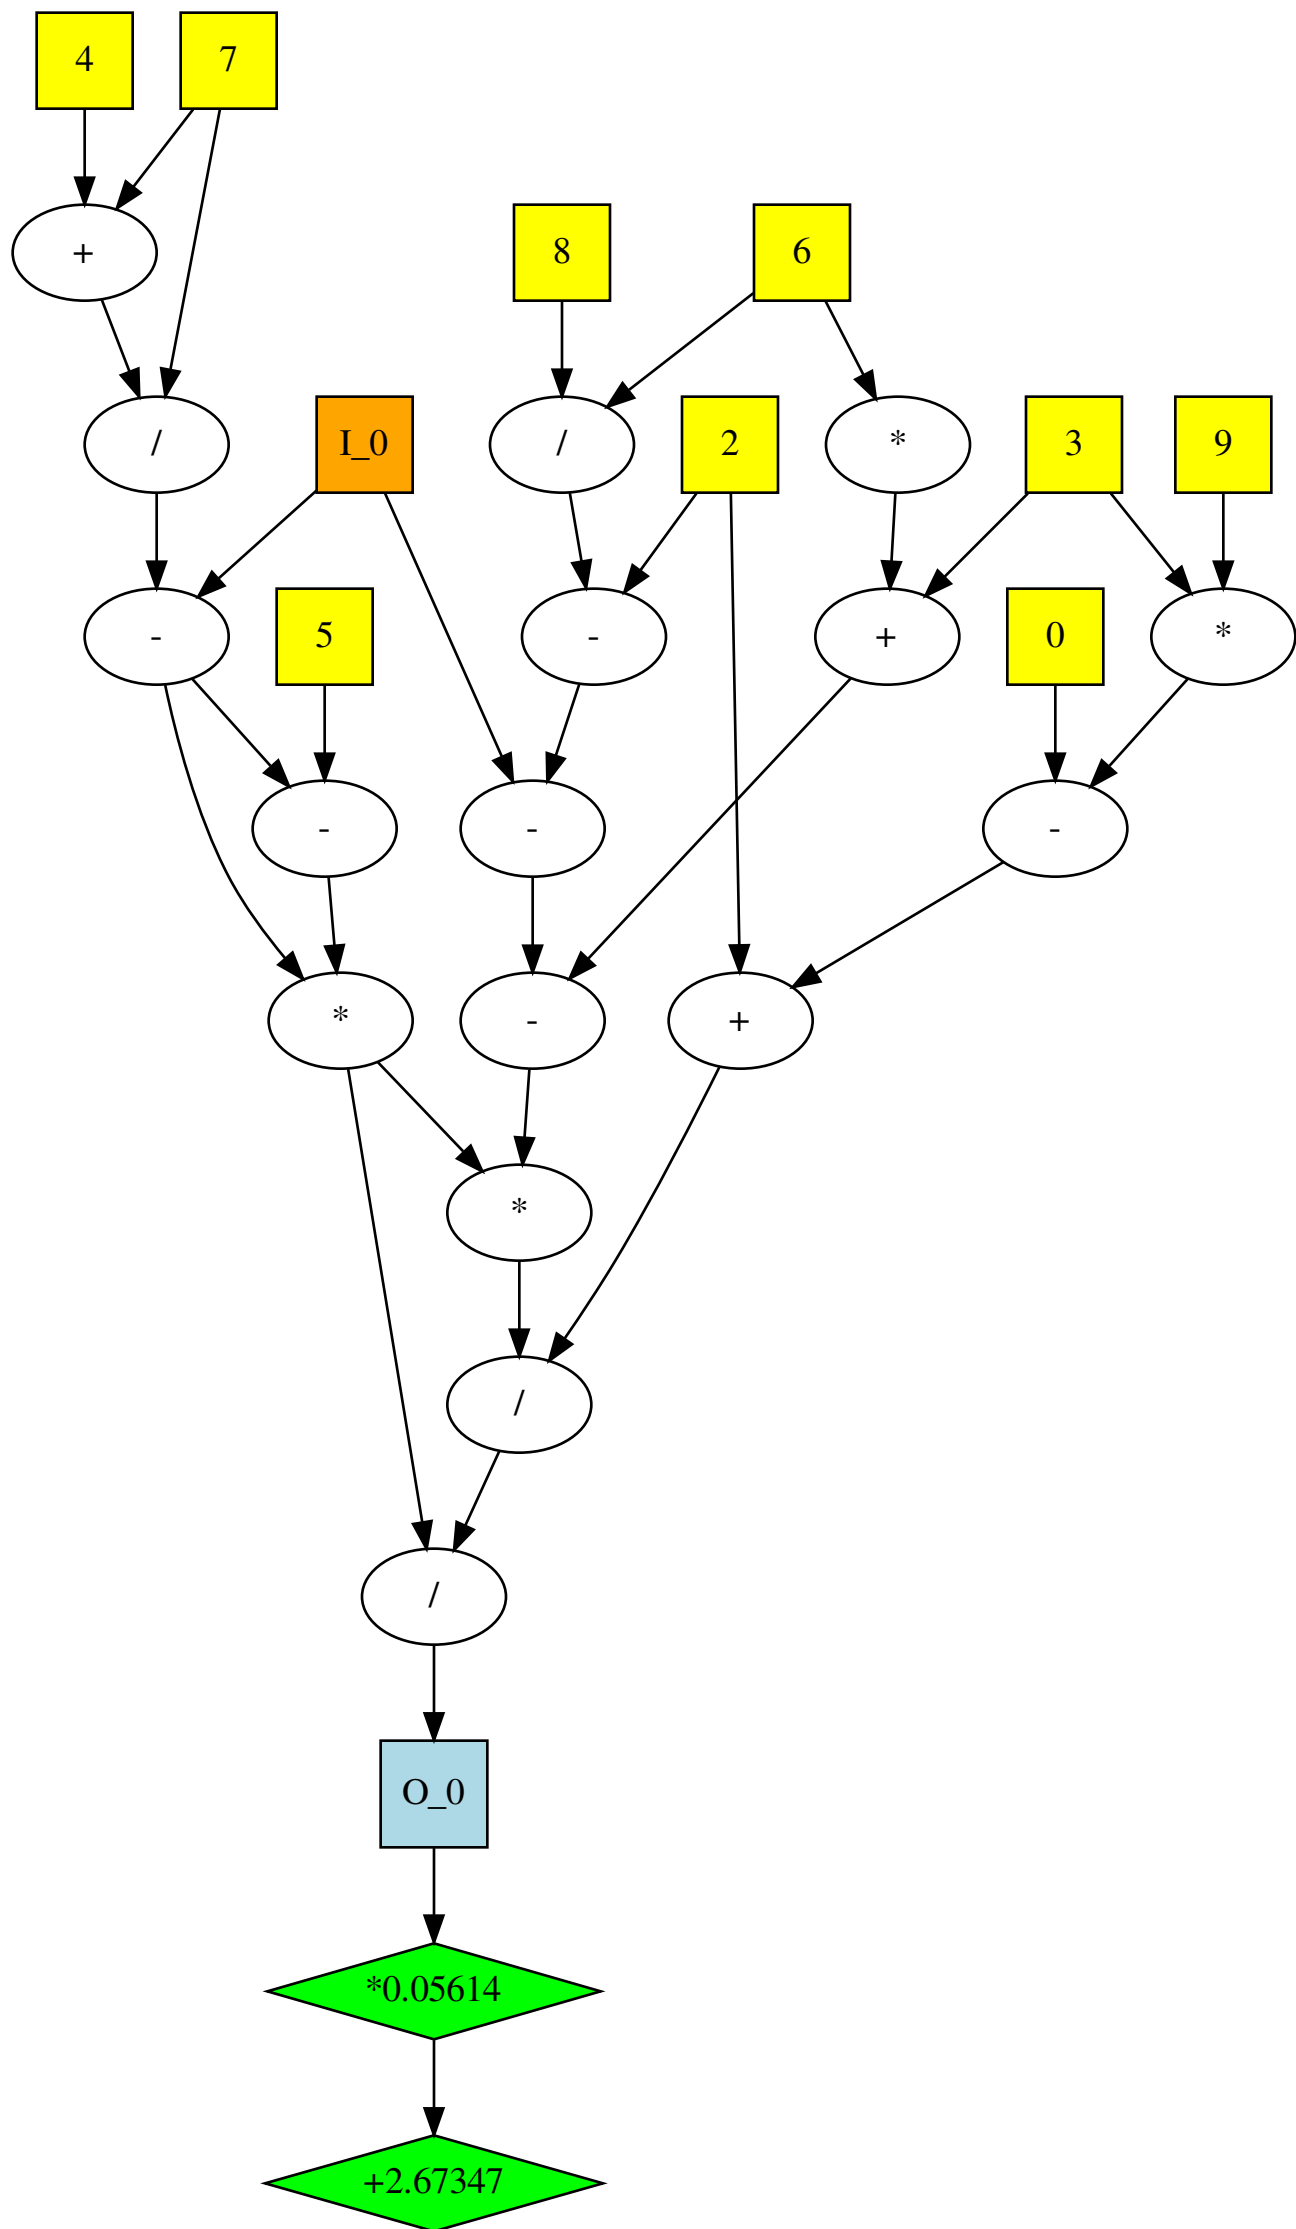 4 7
+ 8 6
/ I_0 / 2 * 3 9
- 5 - + 0 *
- - -
* - +
*
/
/
O_0
*0.05614
+2.67347